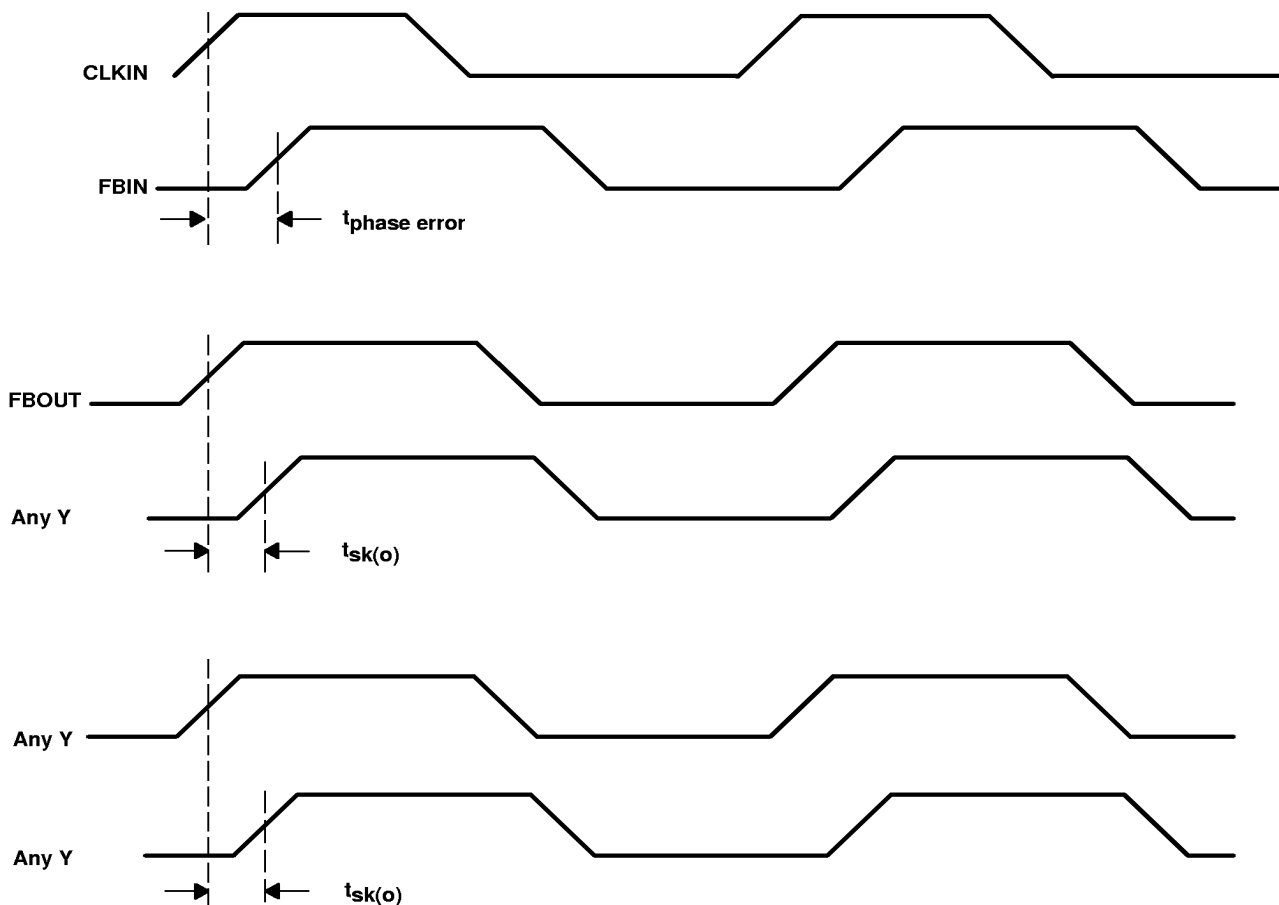 CLKIN
FBIN
tphase error
FBOUT
Any Y
tsk(o)
Any Y
Any Y
tsk(o)